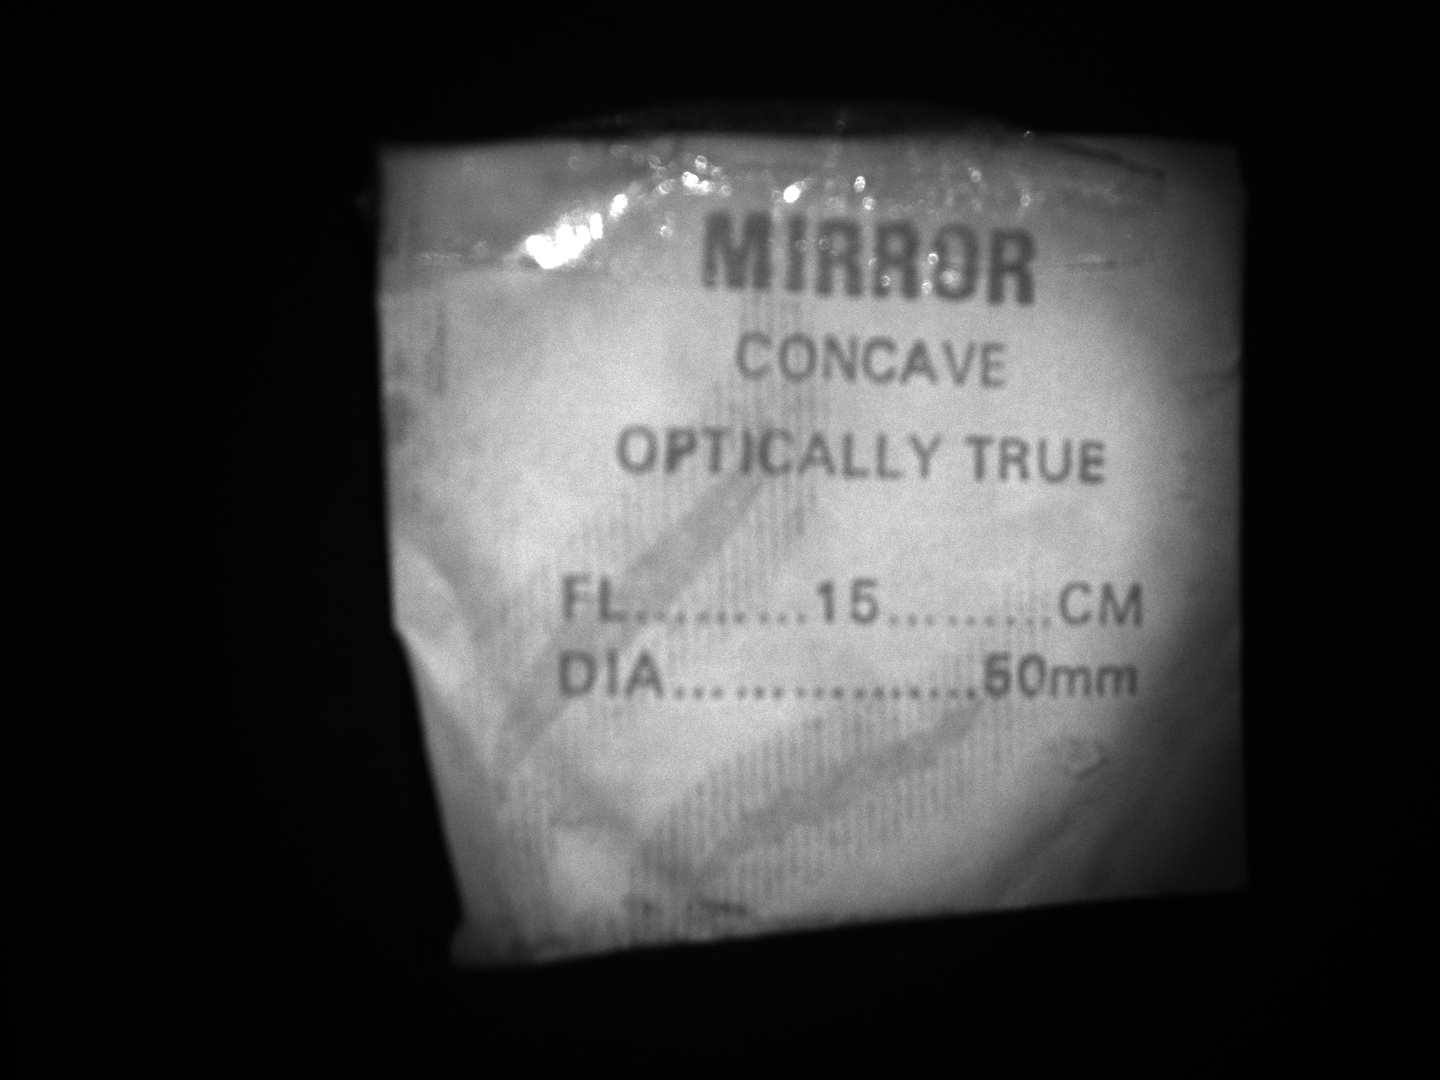 MIRROR
CONCAVE
OPTICALLY TRUE
FL.........15.........CM
DIA.................50mm